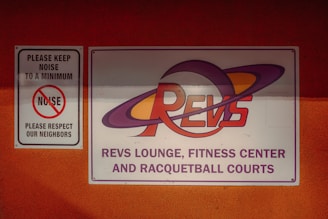 PLEASE KEEP
NOISE
TO A MINIMUM
NOISE
PLEASE RESPECT
OUR NEIGHBORS
REVS
REVS LOUNGE, FITNESS CENTER
AND RACQUETBALL COURTS